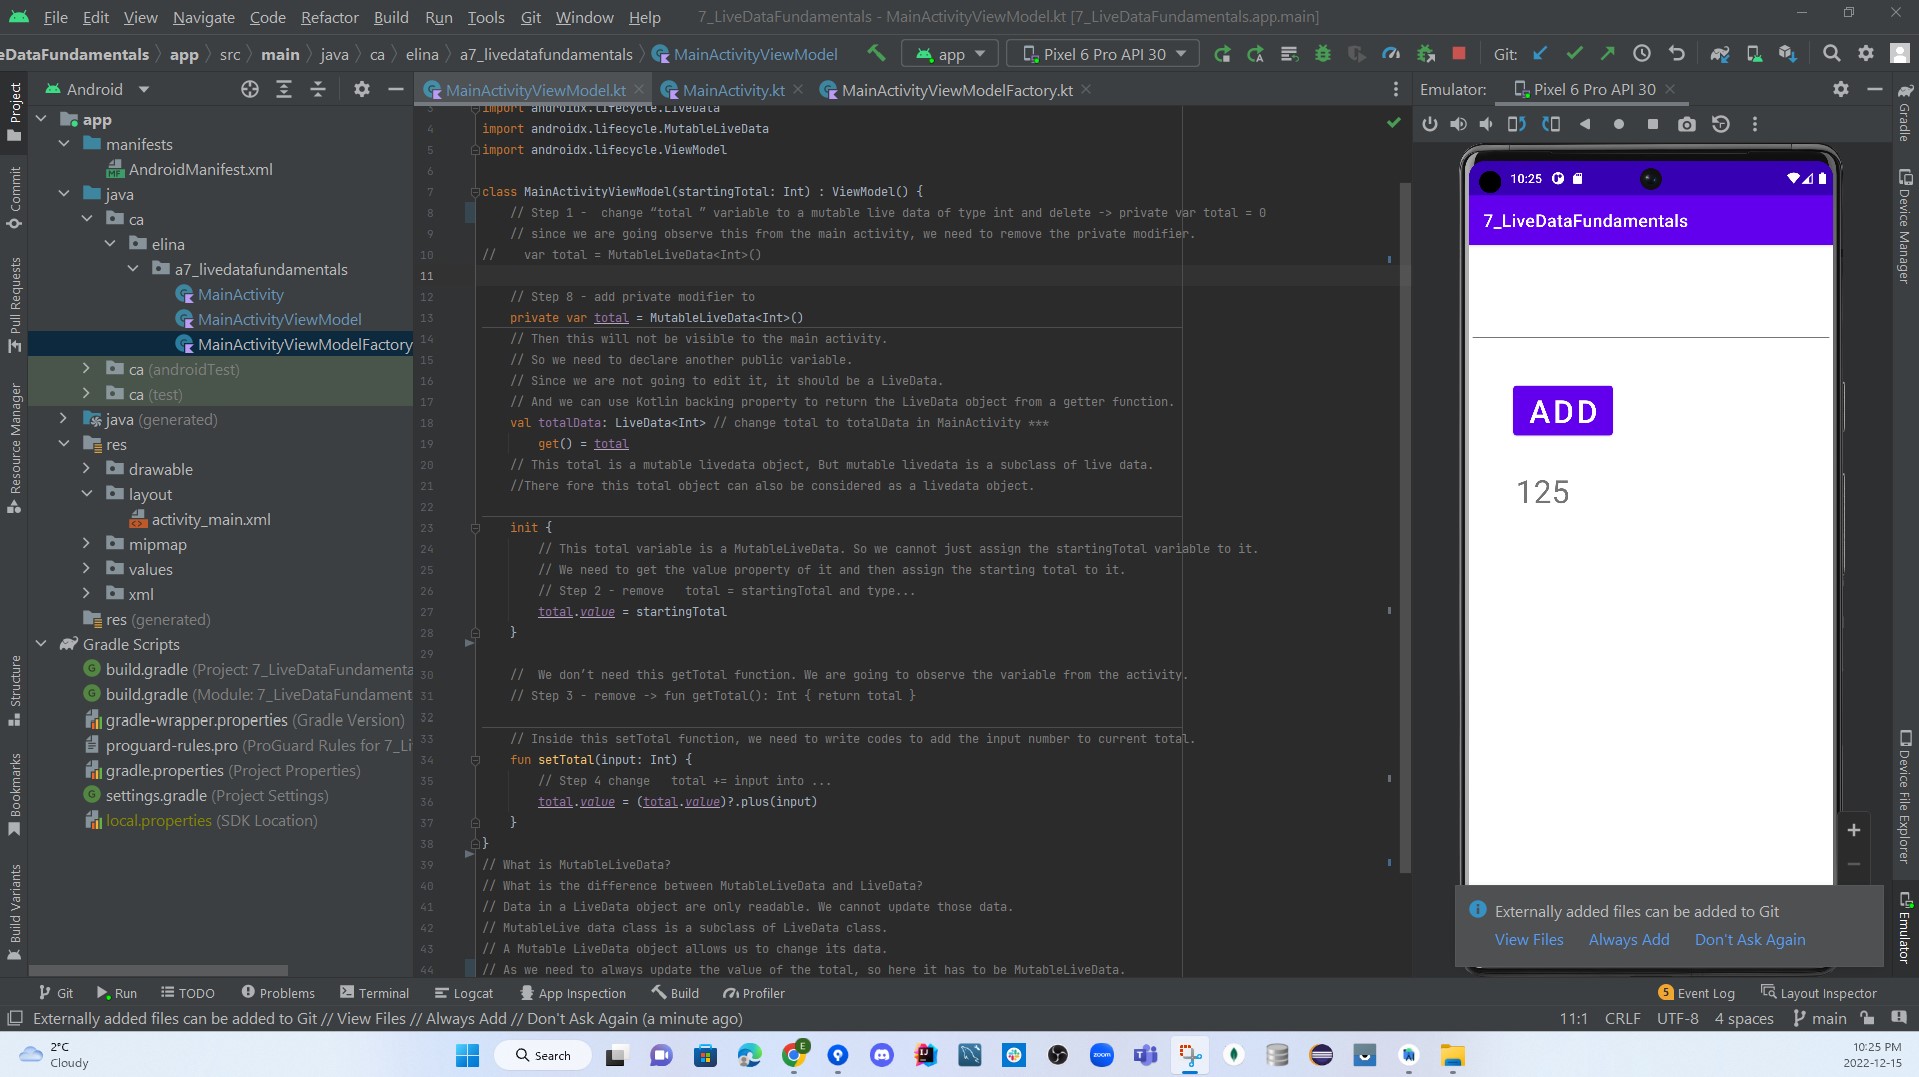 File Edit View Navigate Code Refactor Build Run Tools Git Window Help 7_LiveDataFundamentals - MainActivityViewModel.kt [7_LiveDataFundamentals.app.main]
eDataFundamentals app src main java ca elina a7_livedatafundamentals MainActivityViewModel app Pixel 6 Pro API 30 Git:
Android
MainActivityViewModel.kt MainActivity.kt MainActivityViewModelFactory.kt
Emulator: Pixel 6 Pro API 30
Project
Commit
Pull Requests
Resource Manager
Structure
Bookmarks
Build Variants
app
manifests
AndroidManifest.xml
java
ca
elina
a7_livedatafundamentals
MainActivity
MainActivityViewModel
MainActivityViewModelFactory
ca (androidTest)
ca (test)
java (generated)
res
drawable
layout
activity_main.xml
mipmap
values
xml
res (generated)
Gradle Scripts
build.gradle (Project: 7_LiveDataFundamenta
build.gradle (Module: 7_LiveDataFundament
gradle-wrapper.properties (Gradle Version)
proguard-rules.pro (ProGuard Rules for 7_Li
gradle.properties (Project Properties)
settings.gradle (Project Settings)
local.properties (SDK Location)
3 import androidx.lifecycle.LiveData
4 import androidx.lifecycle.MutableLiveData
5 import androidx.lifecycle.ViewModel
6
7 class MainActivityViewModel(startingTotal: Int) : ViewModel() {
8 // Step 1 - change “total ” variable to a mutable live data of type int and delete -> private var total = 0
9 // since we are going observe this from the main activity, we need to remove the private modifier.
10 // var total = MutableLiveData<Int>()
11
12 // Step 8 - add private modifier to
13 private var total = MutableLiveData<Int>()
14 // Then this will not be visible to the main activity.
15 // So we need to declare another public variable.
16 // Since we are not going to edit it, it should be a LiveData.
17 // And we can use Kotlin backing property to return the LiveData object from a getter function.
18 val totalData: LiveData<Int> // change total to totalData in MainActivity ***
19 get() = total
20 // This total is a mutable livedata object, But mutable livedata is a subclass of live data.
21 //There fore this total object can also be considered as a livedata object.
22
23 init {
24 // This total variable is a MutableLiveData. So we cannot just assign the startingTotal variable to it.
25 // We need to get the value property of it and then assign the starting total to it.
26 // Step 2 - remove total = startingTotal and type...
27 total.value = startingTotal
28 }
29
30 // We don’t need this getTotal function. We are going to observe the variable from the activity.
31 // Step 3 - remove -> fun getTotal(): Int { return total }
32
33 // Inside this setTotal function, we need to write codes to add the input number to current total.
34 fun setTotal(input: Int) {
35 // Step 4 change total += input into ...
36 total.value = (total.value)?.plus(input)
37 }
38 }
39 // What is MutableLiveData?
40 // What is the difference between MutableLiveData and LiveData?
41 // Data in a LiveData object are only readable. We cannot update those data.
42 // MutableLive data class is a subclass of LiveData class.
43 // A Mutable LiveData object allows us to change its data.
44 // As we need to always update the value of the total, so here it has to be MutableLiveData.
10:25
7_LiveDataFundamentals
ADD
125
Externally added files can be added to Git
View Files Always Add Don't Ask Again
Gradle
Device Manager
Device File Explorer
Emulator
Git Run TODO Problems Terminal Logcat App Inspection Build Profiler 5 Event Log Layout Inspector
Externally added files can be added to Git // View Files // Always Add // Don't Ask Again (a minute ago) 11:1 CRLF UTF-8 4 spaces main
2°C
Cloudy
Search
zoom
10:25 PM
2022-12-15